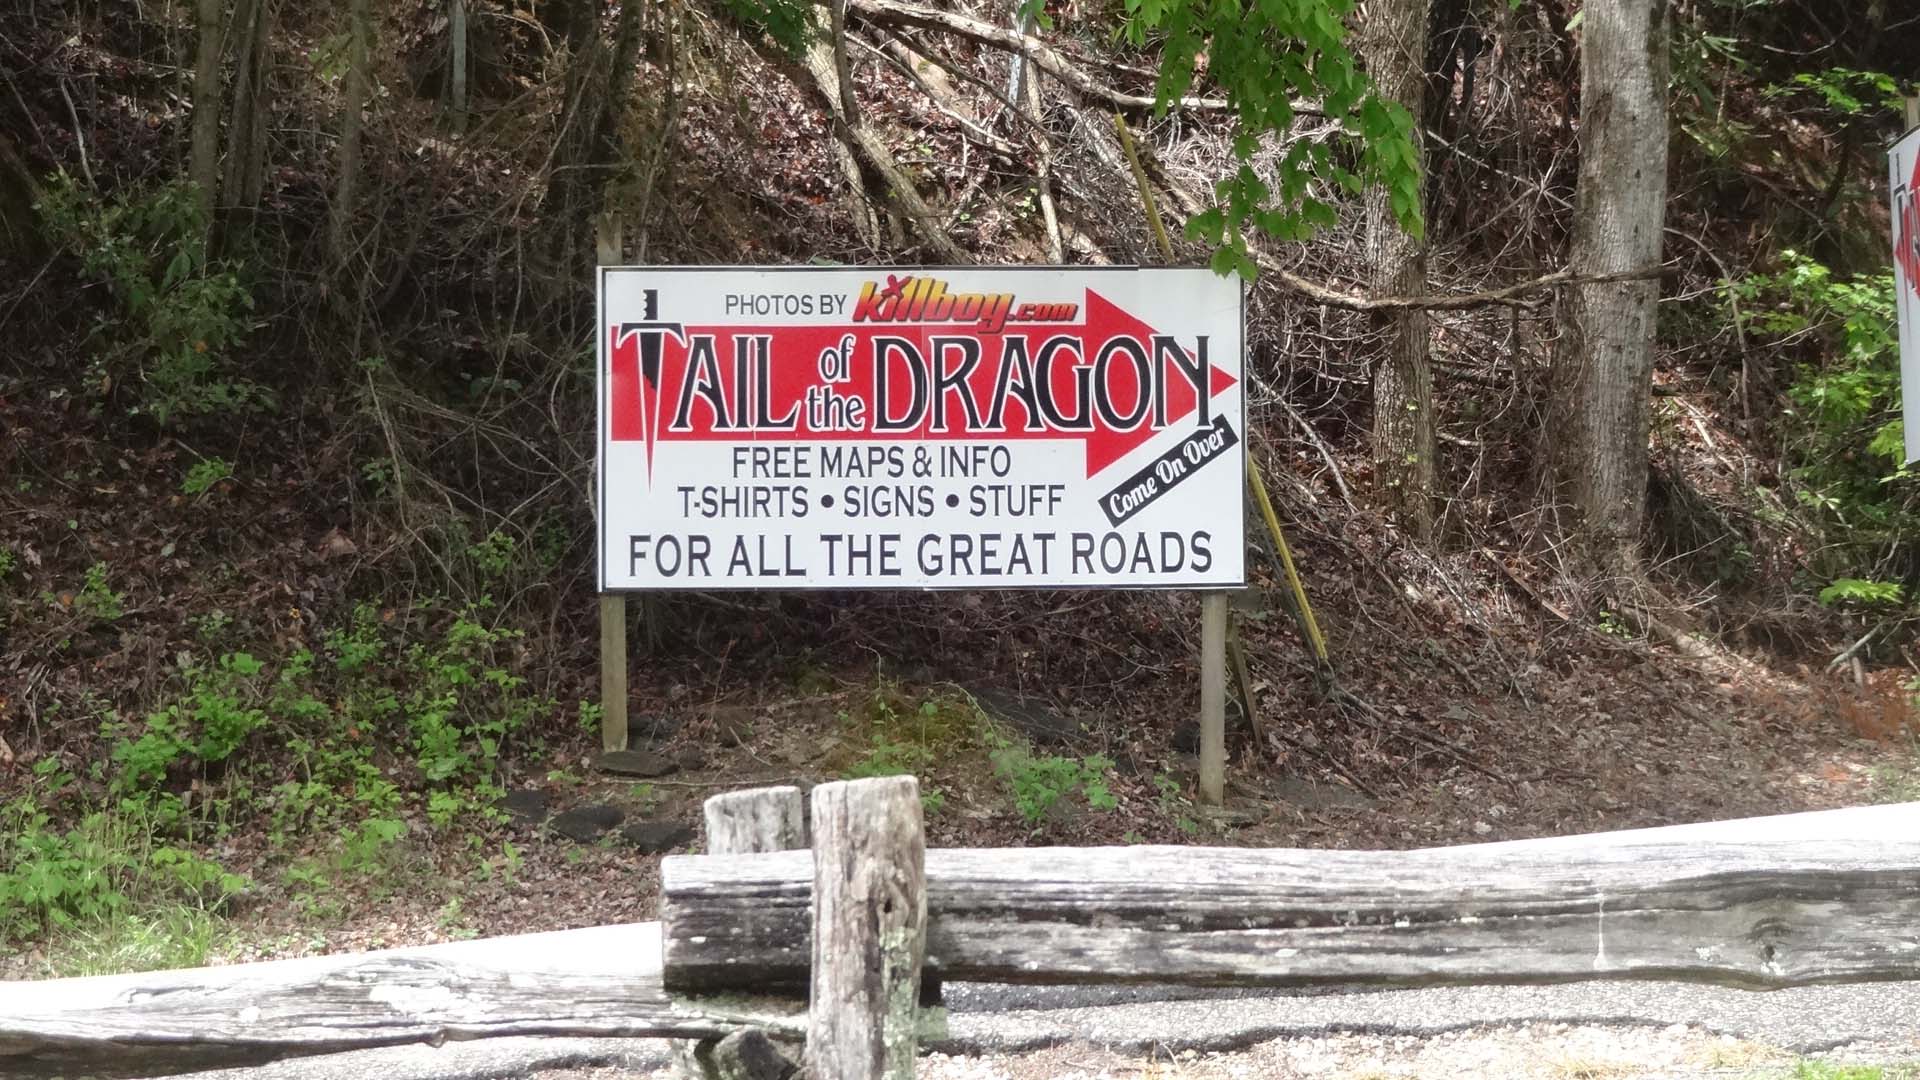 PHOTOS BY killboy.com
TAIL of the DRAGON
FREE MAPS & INFO
T-SHIRTS • SIGNS • STUFF
Come On Over
FOR ALL THE GREAT ROADS